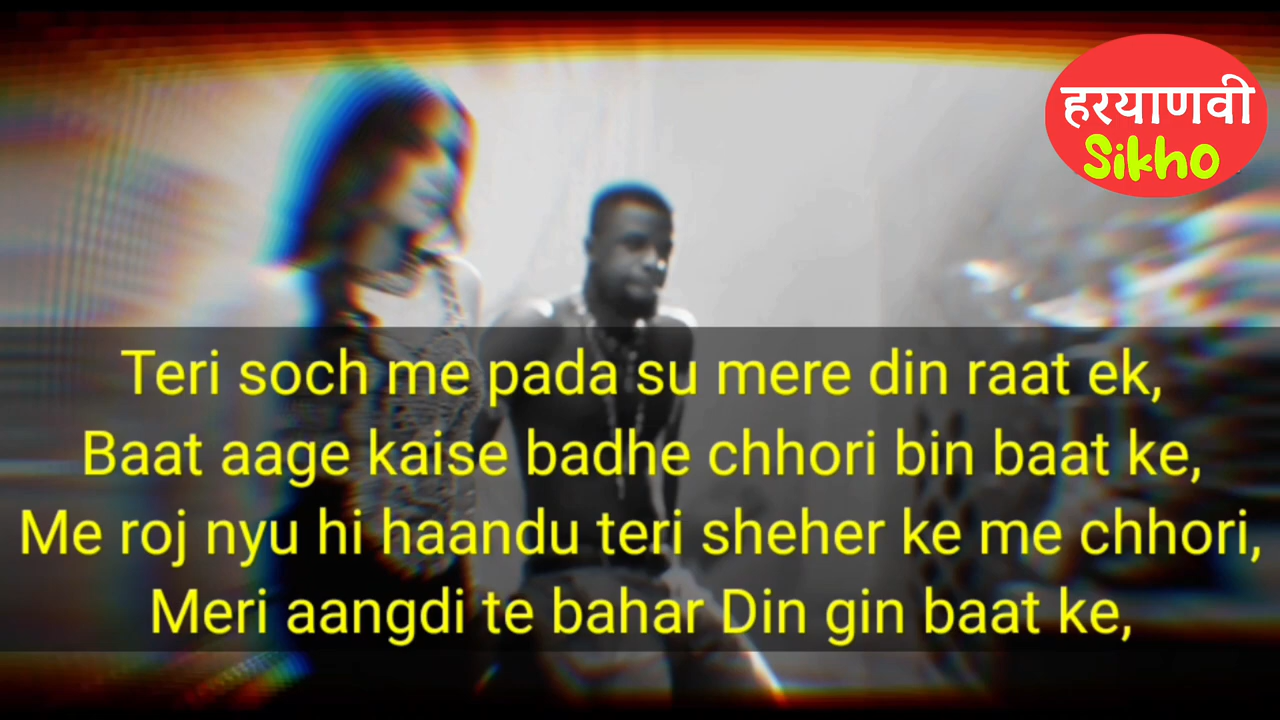 हरयाणवी
Sikho
Teri soch me pada su mere din raat ek,
Baat aage kaise badhe chhori bin baat ke,
Me roj nyu hi haandu teri sheher ke me chhori,
Meri aangdi te bahar Din gin baat ke,